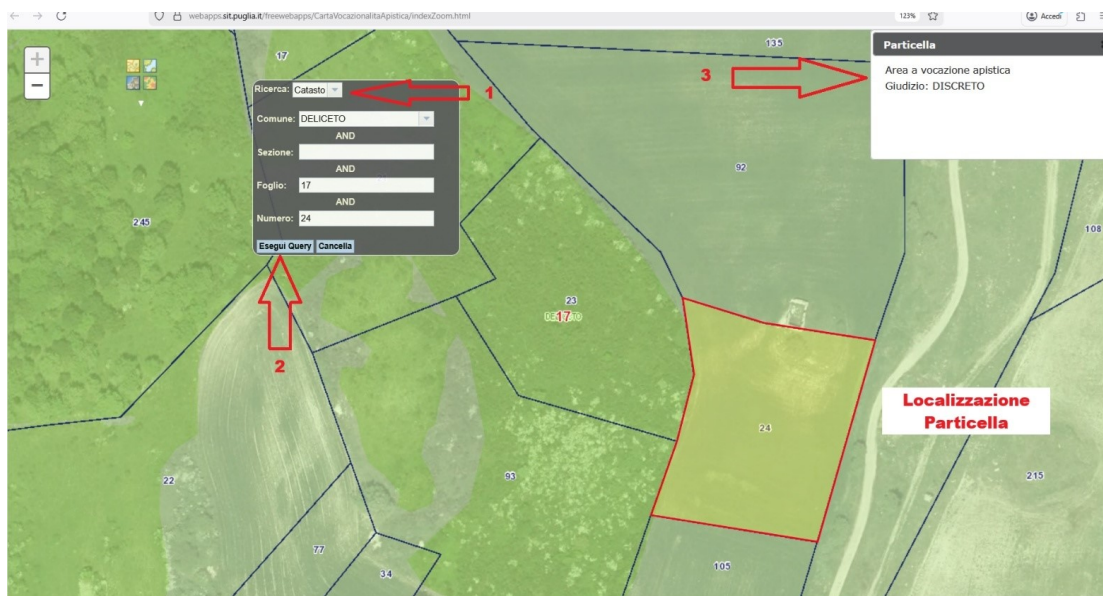 webapps.sit.puglia.it/freewebapps/CartaVocazionalitaApistica/indexZoom.html
123%
Accedi
17
135
Particella
Area a vocazione apistica
Giudizio: DISCRETO
3
Ricerca: Catasto
1
Comune: DELICETO
AND
Sezione:
AND
Foglio: 17
AND
Numero: 24
Esegui Query Cancella
92
245
108
23
17
2
Localizzazione
Particella
24
22
93
215
77
34
105